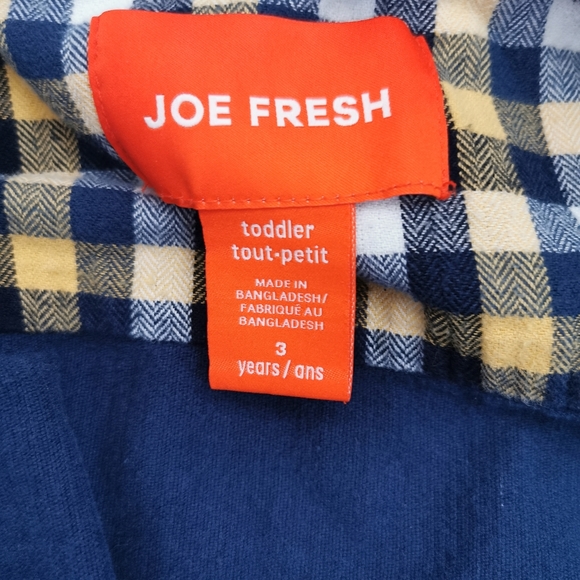 JOE FRESH
toddler
tout-petit
MADE IN
BANGLADESH/
FABRIQUÉ AU
BANGLADESH
3
years/ans